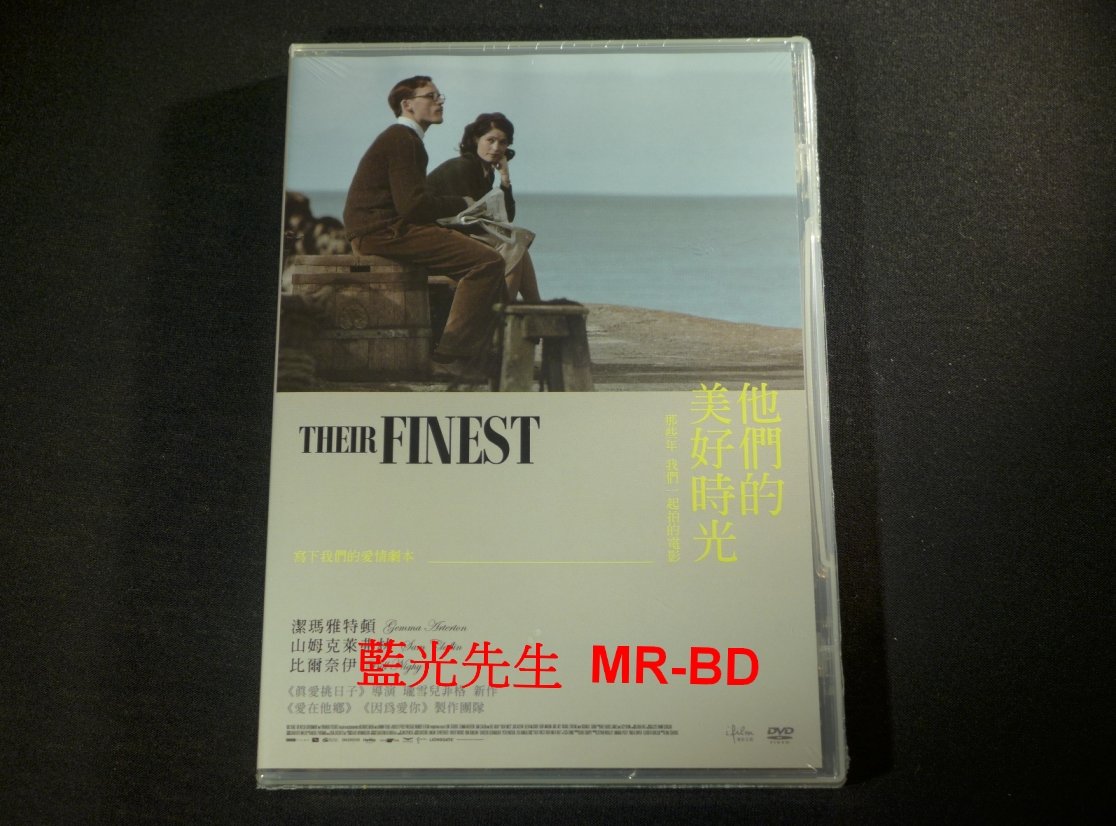 THEIR FINEST
他們的
美好時光
那些年 我們一起拍的電影
寫下我們的愛情劇本
潔瑪雅特頓 Gemma Arterton
山姆克萊
比爾奈伊
藍光先生 MR-BD
《真愛挑日子》導演 瓏雪兒菲格 新作
《愛在他鄉》《因為愛你》製作團隊
ifilm
DVD
VIDEO